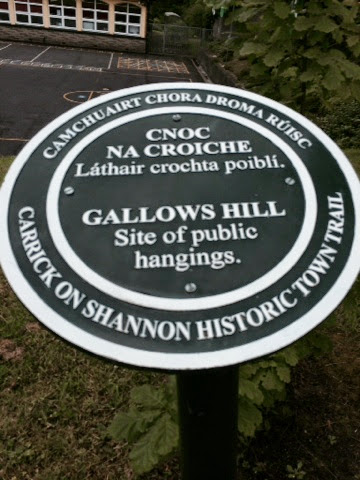 CAMCHUAIRT CHORA DROMA RÚISC
CNOC
NA CROICHE
Láthair crochta poiblí.
GALLOWS HILL
Site of public
hangings.
CARRICK ON SHANNON HISTORIC TOWN TRAIL